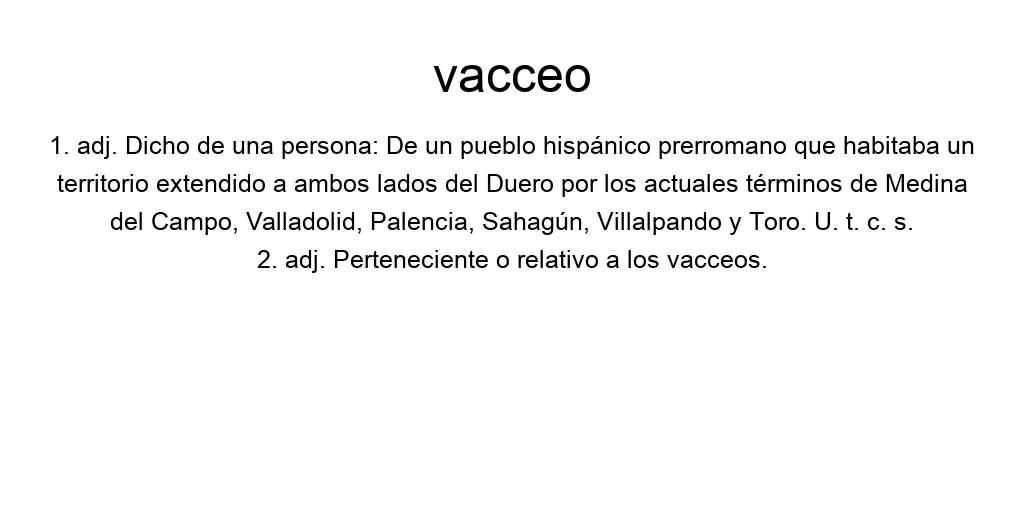 vacceo
1. adj. Dicho de una persona: De un pueblo hispánico prerromano que habitaba un
territorio extendido a ambos lados del Duero por los actuales términos de Medina
del Campo, Valladolid, Palencia, Sahagún, Villalpando y Toro. U. t. c. s.
2. adj. Perteneciente o relativo a los vacceos.